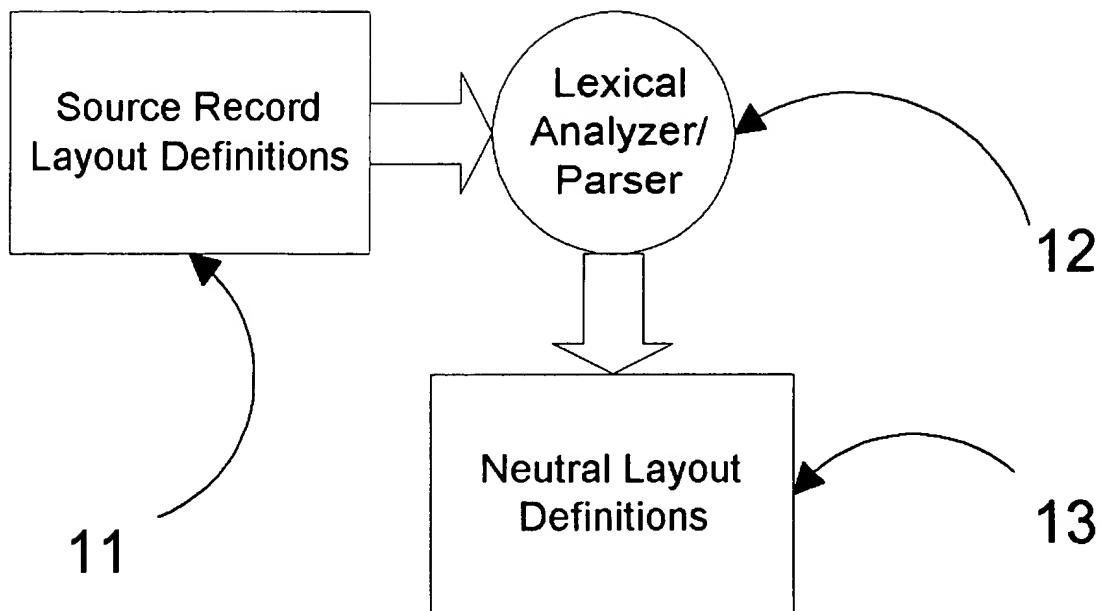 Source Record
Layout Definitions
Lexical
Analyzer/
Parser
12
Neutral Layout
Definitions
11
13